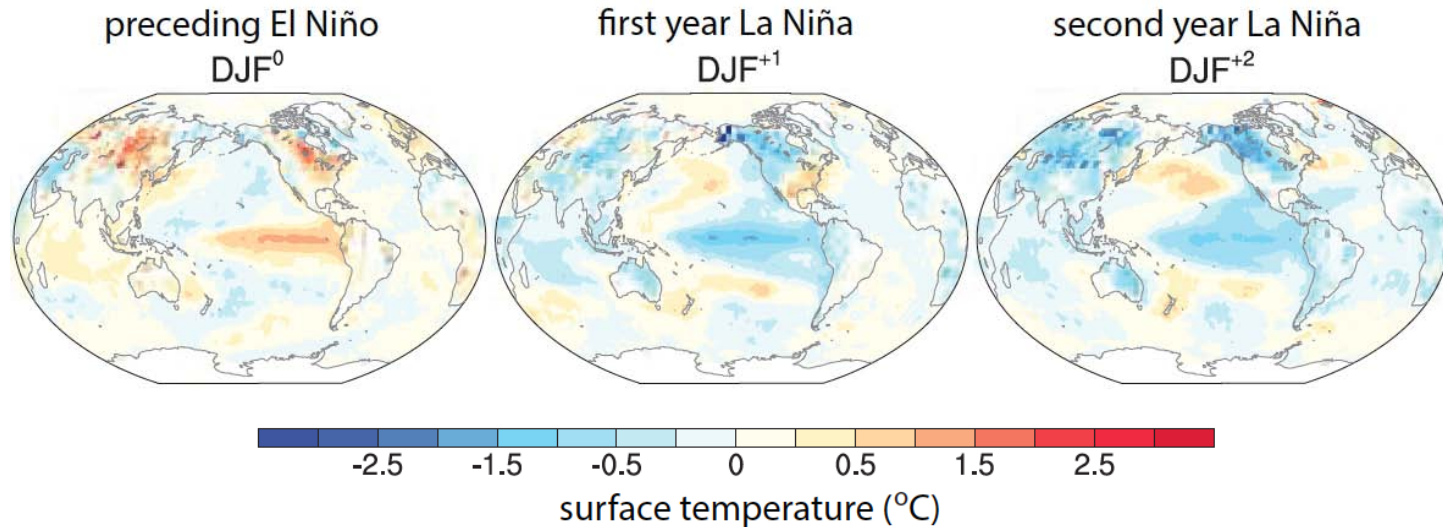 preceding El Niño first year La Niña second year La Niña
DJF⁰ DJF⁺¹ DJF⁺²
-2.5 -1.5 -0.5 0 0.5 1.5 2.5
surface temperature (°C)